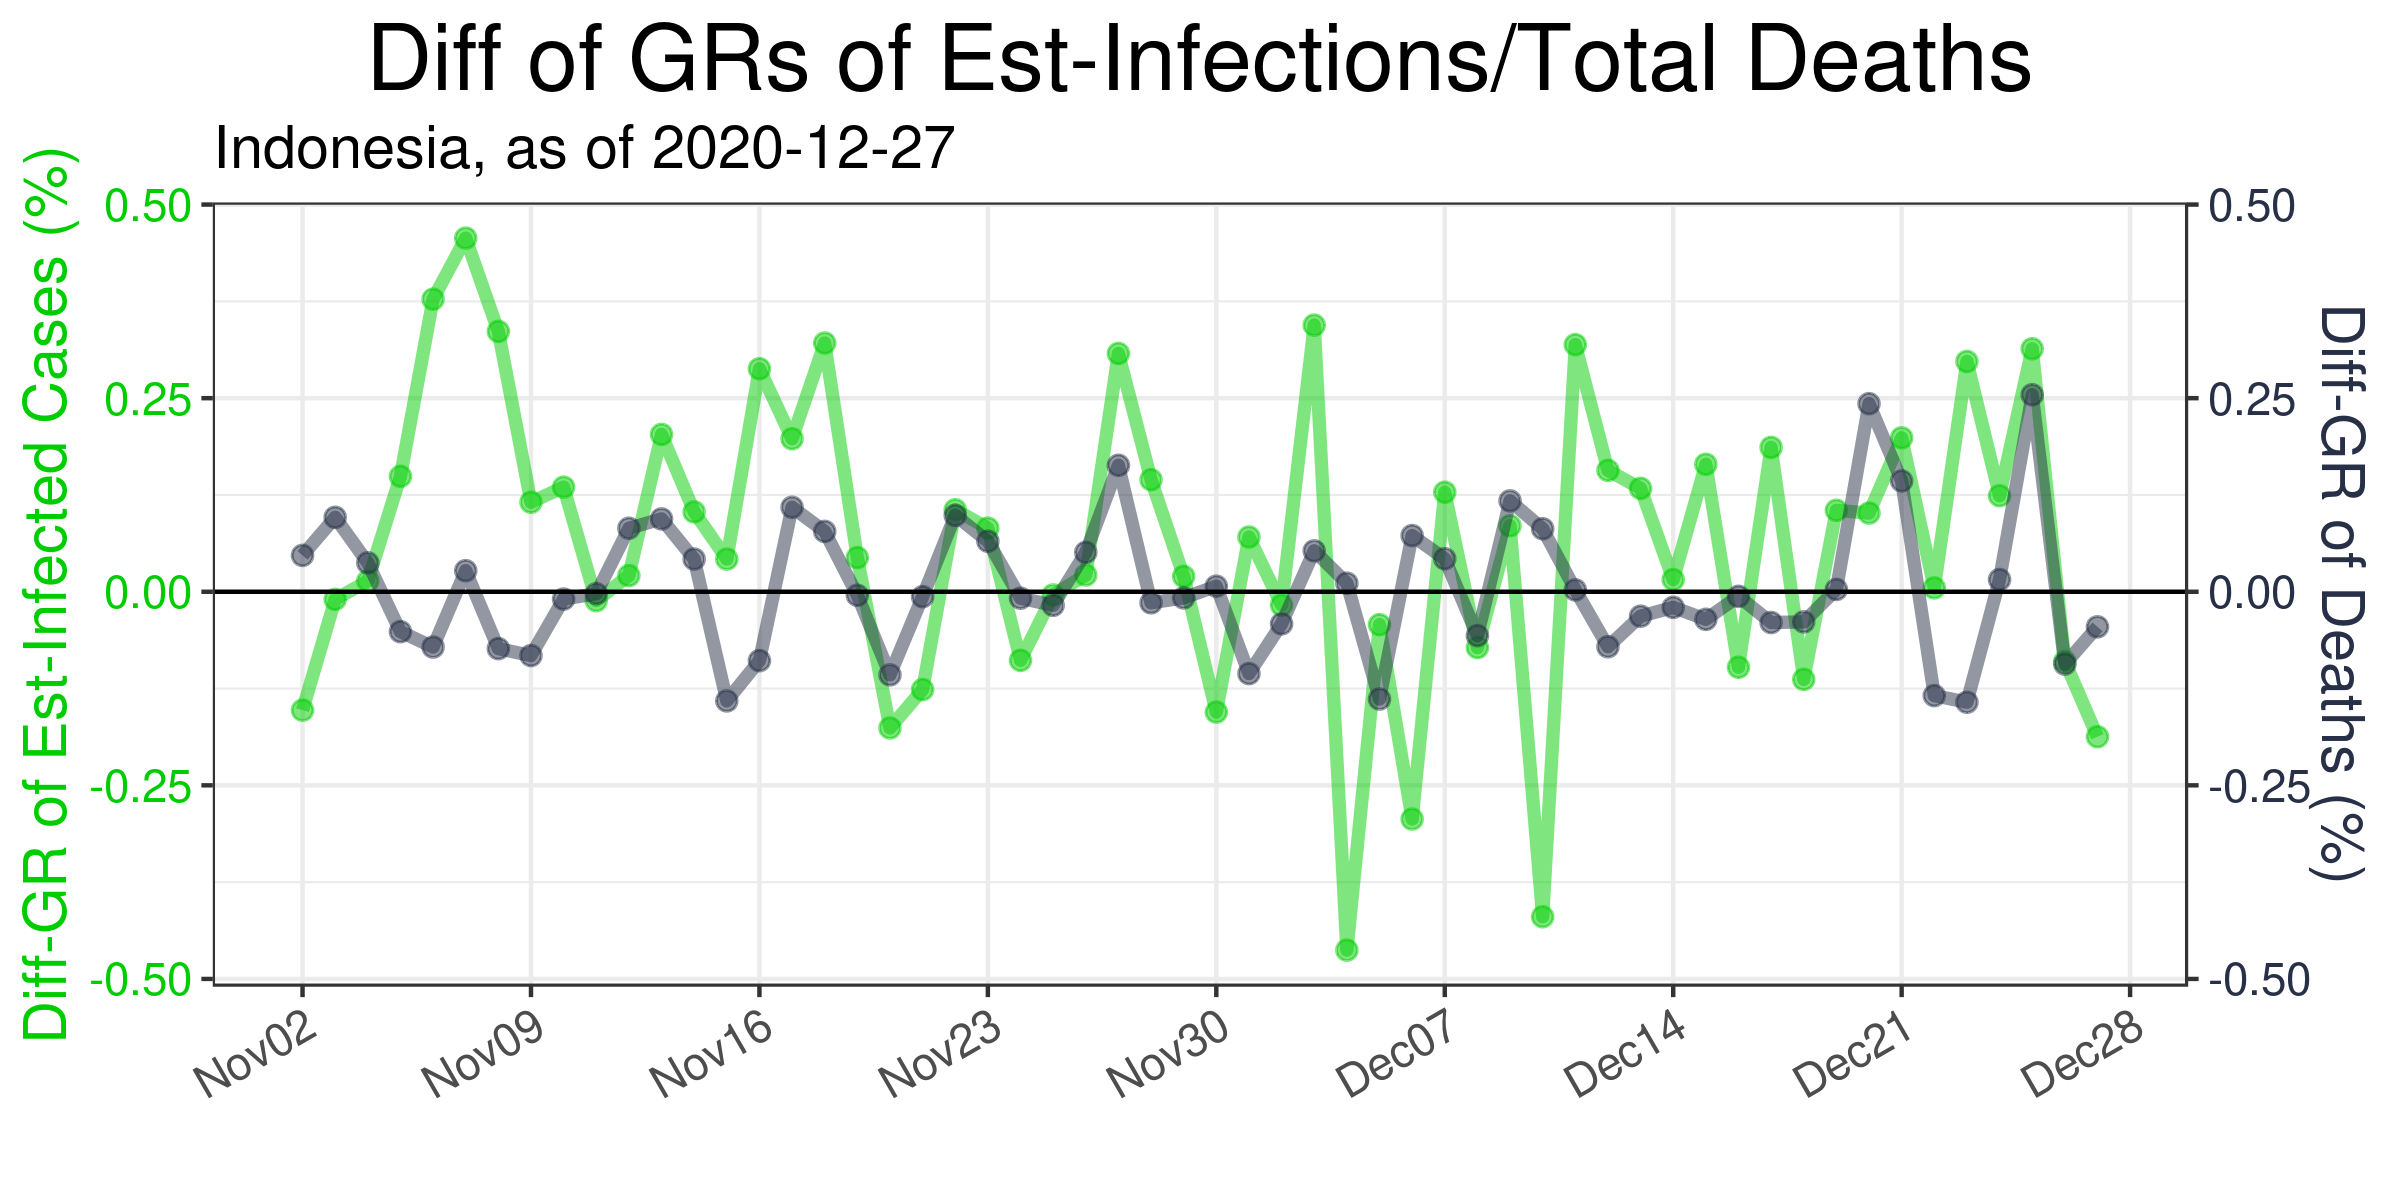 Diff of GRs of Est-Infections/Total Deaths
Indonesia, as of 2020-12-27
Diff-GR of Est-Infected Cases (%)
0.50
0.25
0.00
-0.25
-0.50
0.50
0.25
0.00
-0.25
-0.50
Diff-GR of Deaths (%)
Nov02
Nov09
Nov16
Nov23
Nov30
Dec07
Dec14
Dec21
Dec28